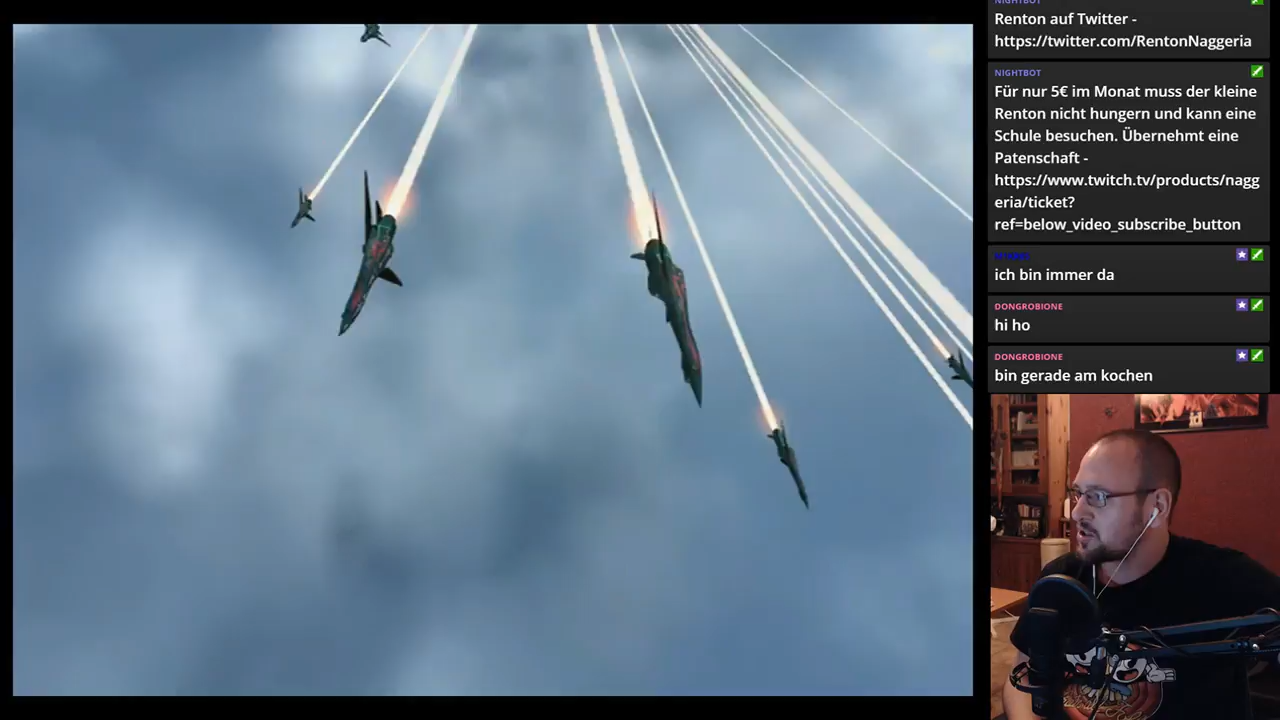 NIGHTBOT
Renton auf Twitter -
https://twitter.com/RentonNaggeria
NIGHTBOT
Für nur 5€ im Monat muss der kleine
Renton nicht hungern und kann eine
Schule besuchen. Übernehmt eine
Patenschaft -
https://www.twitch.tv/products/nagg
eria/ticket?
ref=below_video_subscribe_button
ich bin immer da
DONGROBIONE
hi ho
DONGROBIONE
bin gerade am kochen